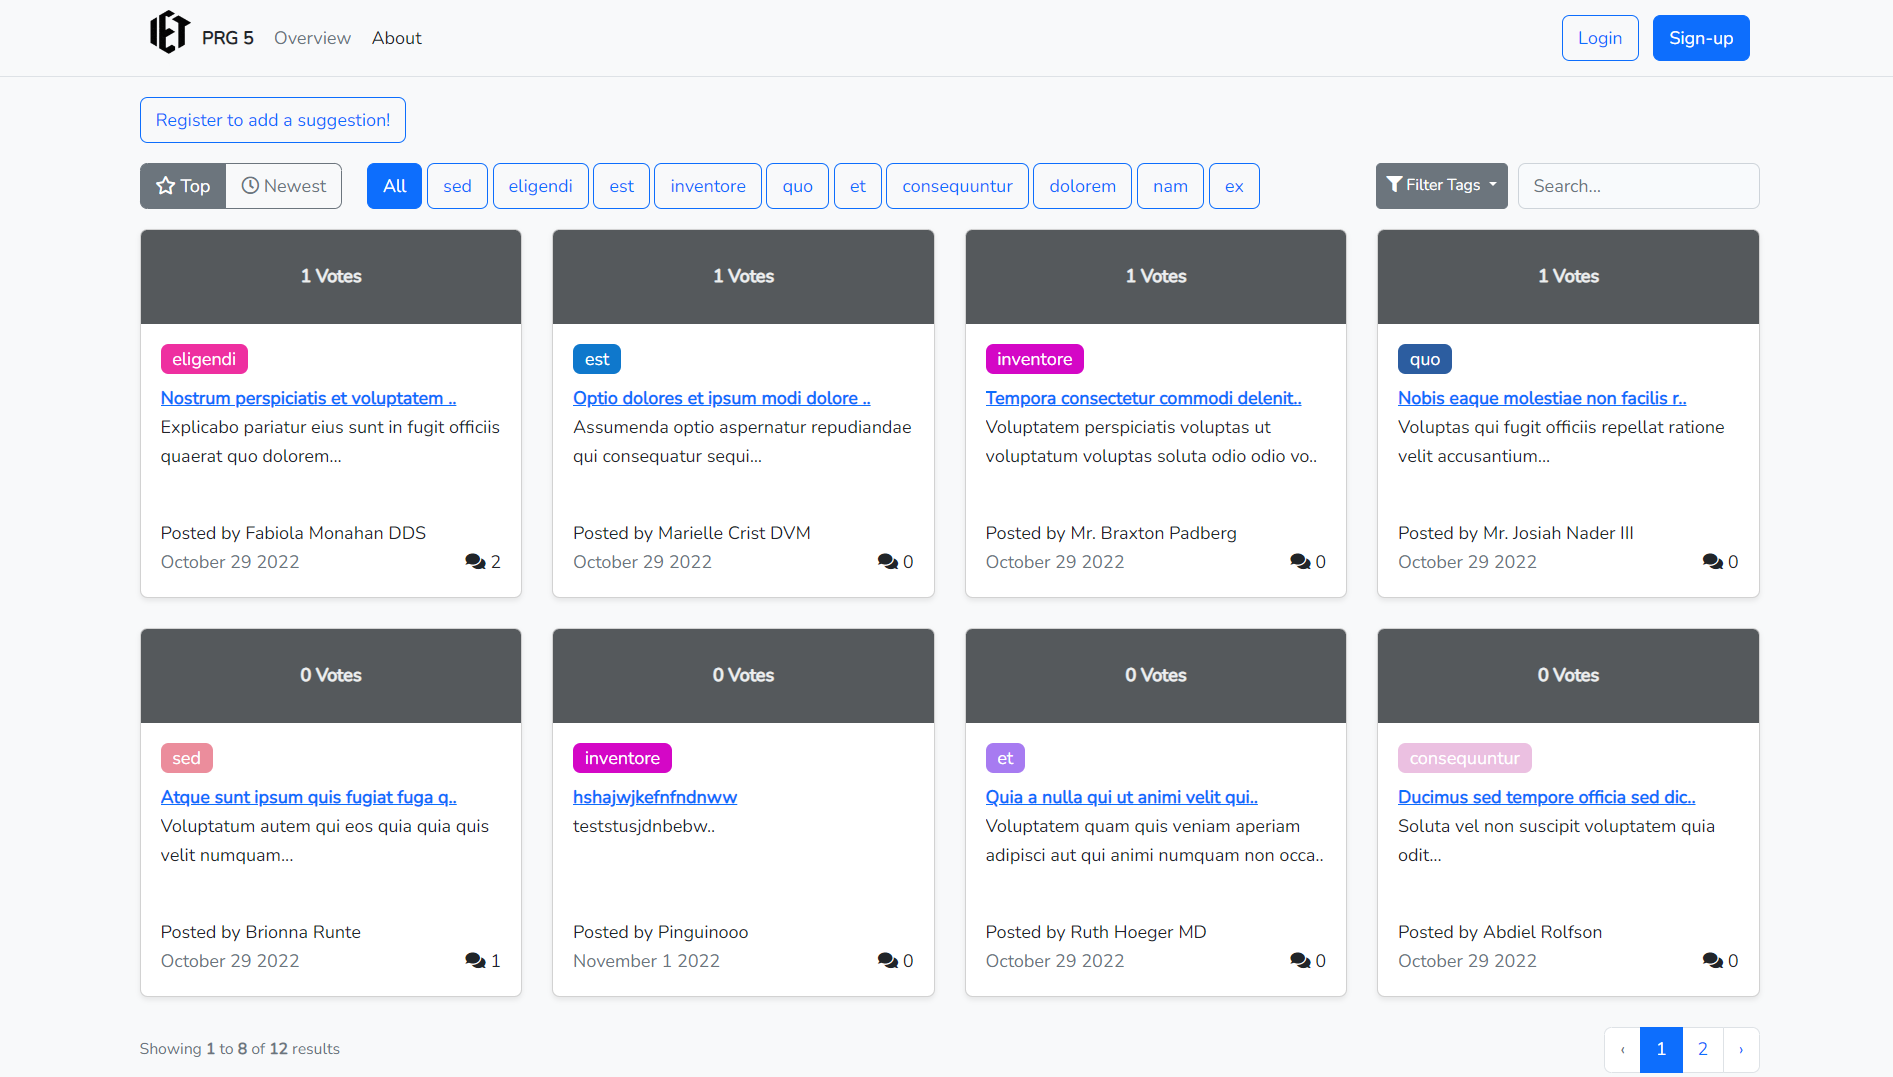 IET PRG 5 Overview About Login Sign-up
Register to add a suggestion!
Top Newest All sed eligendi est inventore quo et consequuntur dolorem nam ex Filter Tags Search...
1 Votes
eligendi
Nostrum perspiciatis et voluptatem ..
Explicabo pariatur eius sunt in fugit officiis
quaerat quo dolorem...
Posted by Fabiola Monahan DDS
October 29 2022 2
1 Votes
est
Optio dolores et ipsum modi dolore ..
Assumenda optio aspernatur repudiandae
qui consequatur sequi...
Posted by Marielle Crist DVM
October 29 2022 0
1 Votes
inventore
Tempora consectetur commodi delenit..
Voluptatem perspiciatis voluptas ut
voluptatum voluptas soluta odio odio vo..
Posted by Mr. Braxton Padberg
October 29 2022 0
1 Votes
quo
Nobis eaque molestiae non facilis r..
Voluptas qui fugit officiis repellat ratione
velit accusantium...
Posted by Mr. Josiah Nader III
October 29 2022 0
0 Votes
sed
Atque sunt ipsum quis fugiat fuga q..
Voluptatum autem qui eos quia quia quis
velit numquam...
Posted by Brionna Runte
October 29 2022 1
0 Votes
inventore
hshajwjkefnfndnww
teststusjdnbebw..
Posted by Pinguinooo
November 1 2022 0
0 Votes
et
Quia a nulla qui ut animi velit qui..
Voluptatem quam quis veniam aperiam
adipisci aut qui animi numquam non occa..
Posted by Ruth Hoeger MD
October 29 2022 0
0 Votes
consequuntur
Ducimus sed tempore officia sed dic..
Soluta vel non suscipit voluptatem quia
odit...
Posted by Abdiel Rolfson
October 29 2022 0
Showing 1 to 8 of 12 results ‹ 1 2 ›